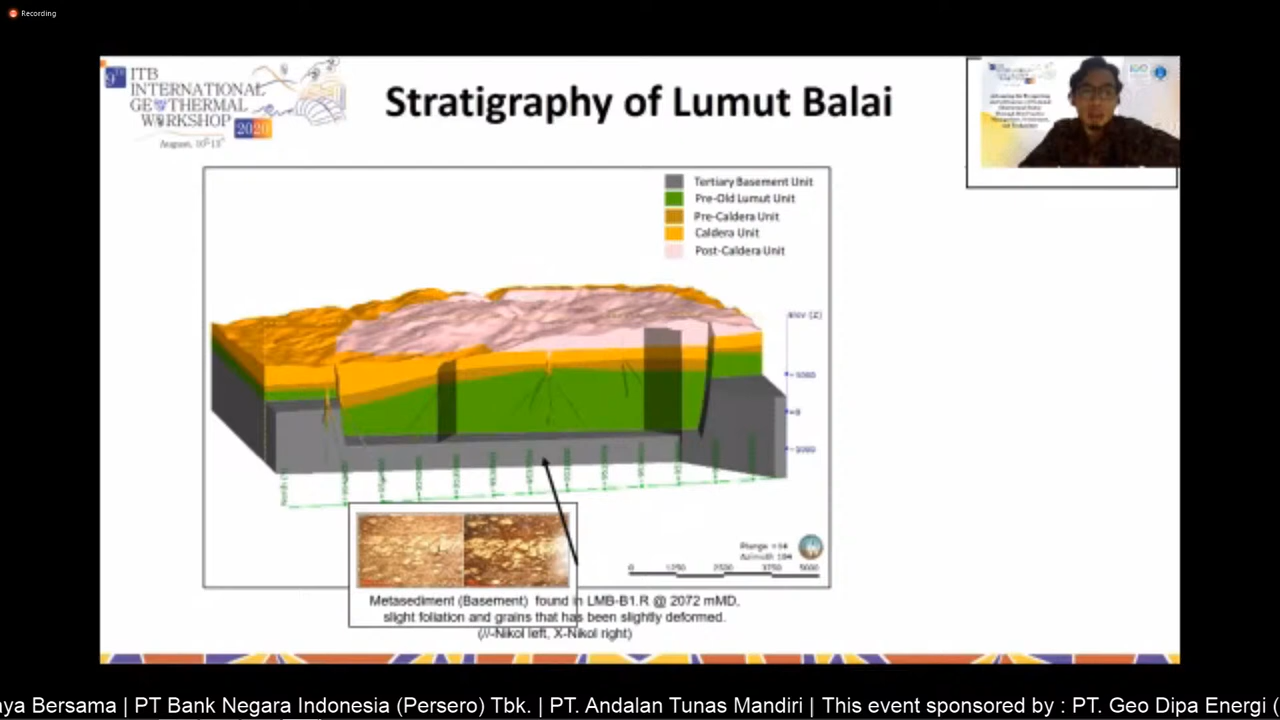 Recording
9TH ITB
INTERNATIONAL
GEOTHERMAL
WORKSHOP
2020
Stratigraphy of Lumut Balai
Tertiary Basement Unit
Pre-Old Lumut Unit
Pre-Caldera Unit
Caldera Unit
Post-Caldera Unit
Elev (Z)
0
1250
2500
3750
5000
Metasediment (Basement) found in LMB-B1.R @ 2072 mMD,
slight foliation and grains that has been slightly deformed.
(//-Nikol left, X-Nikol right)
aya Bersama | PT Bank Negara Indonesia (Persero) Tbk. | PT. Andalan Tunas Mandiri | This event sponsored by : PT. Geo Dipa Energi (